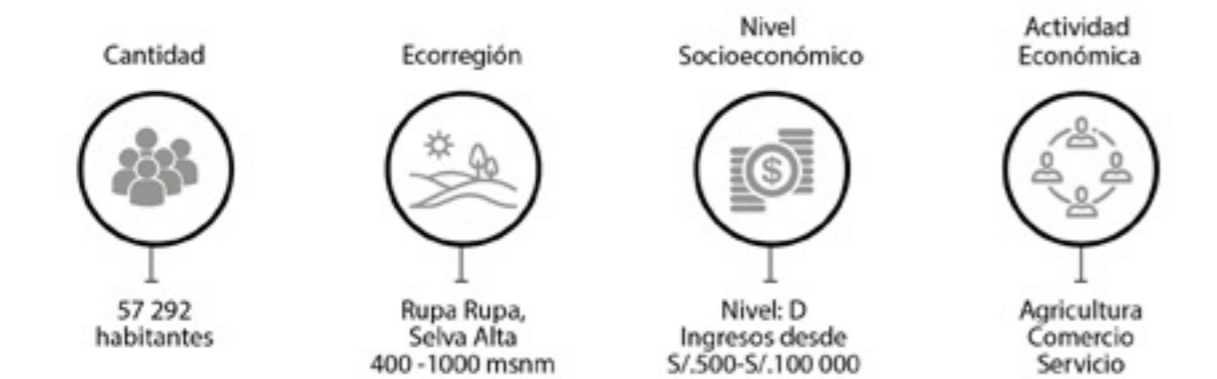 Cantidad
57 292
habitantes
Ecorregión
Rupa Rupa,
Selva Alta
400 -1000 msnm
Nivel
Socioeconómico
$
Nivel: D
Ingresos desde
S/.500-S/.100 000
Actividad
Económica
Agricultura
Comercio
Servicio